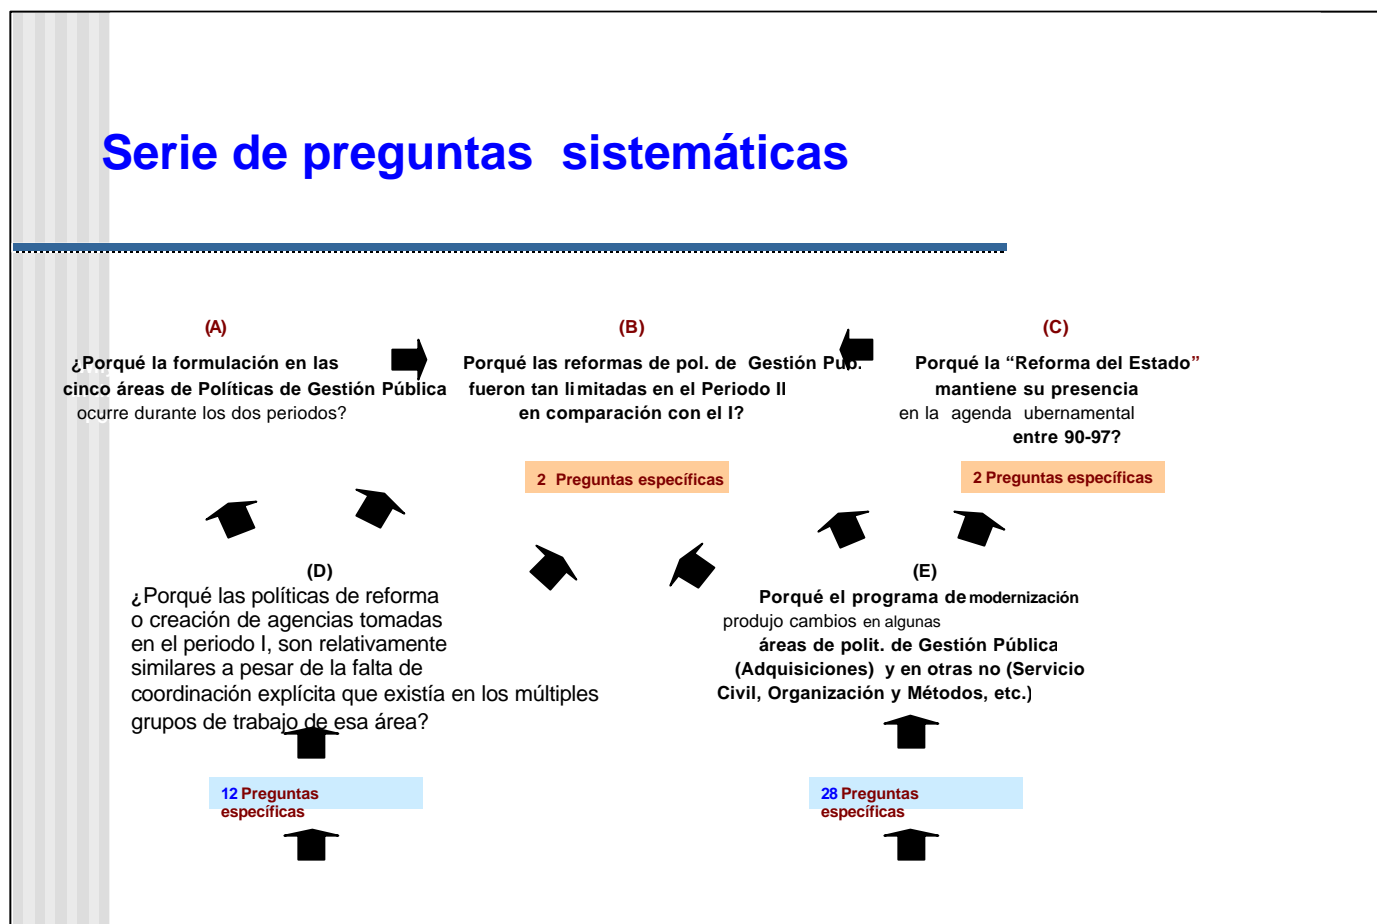 Serie de preguntas sistemáticas
(A)
¿Porqué la formulación en las
cinco áreas de Políticas de Gestión Pública
ocurre durante los dos periodos?
(B)
Porqué las reformas de pol. de Gestión Pub.
fueron tan limitadas en el Periodo II
en comparación con el I?
2 Preguntas específicas
(C)
Porqué la “Reforma del Estado”
mantiene su presencia
en la agenda ubernamental
entre 90-97?
2 Preguntas específicas
(D)
¿Porqué las políticas de reforma
o creación de agencias tomadas
en el periodo I, son relativamente
similares a pesar de la falta de
coordinación explícita que existía en los múltiples
grupos de trabajo de esa área?
12 Preguntas
específicas
(E)
Porqué el programa de modernización
produjo cambios en algunas
áreas de polit. de Gestión Pública
(Adquisiciones) y en otras no (Servicio
Civil, Organización y Métodos, etc.)
28 Preguntas
específicas